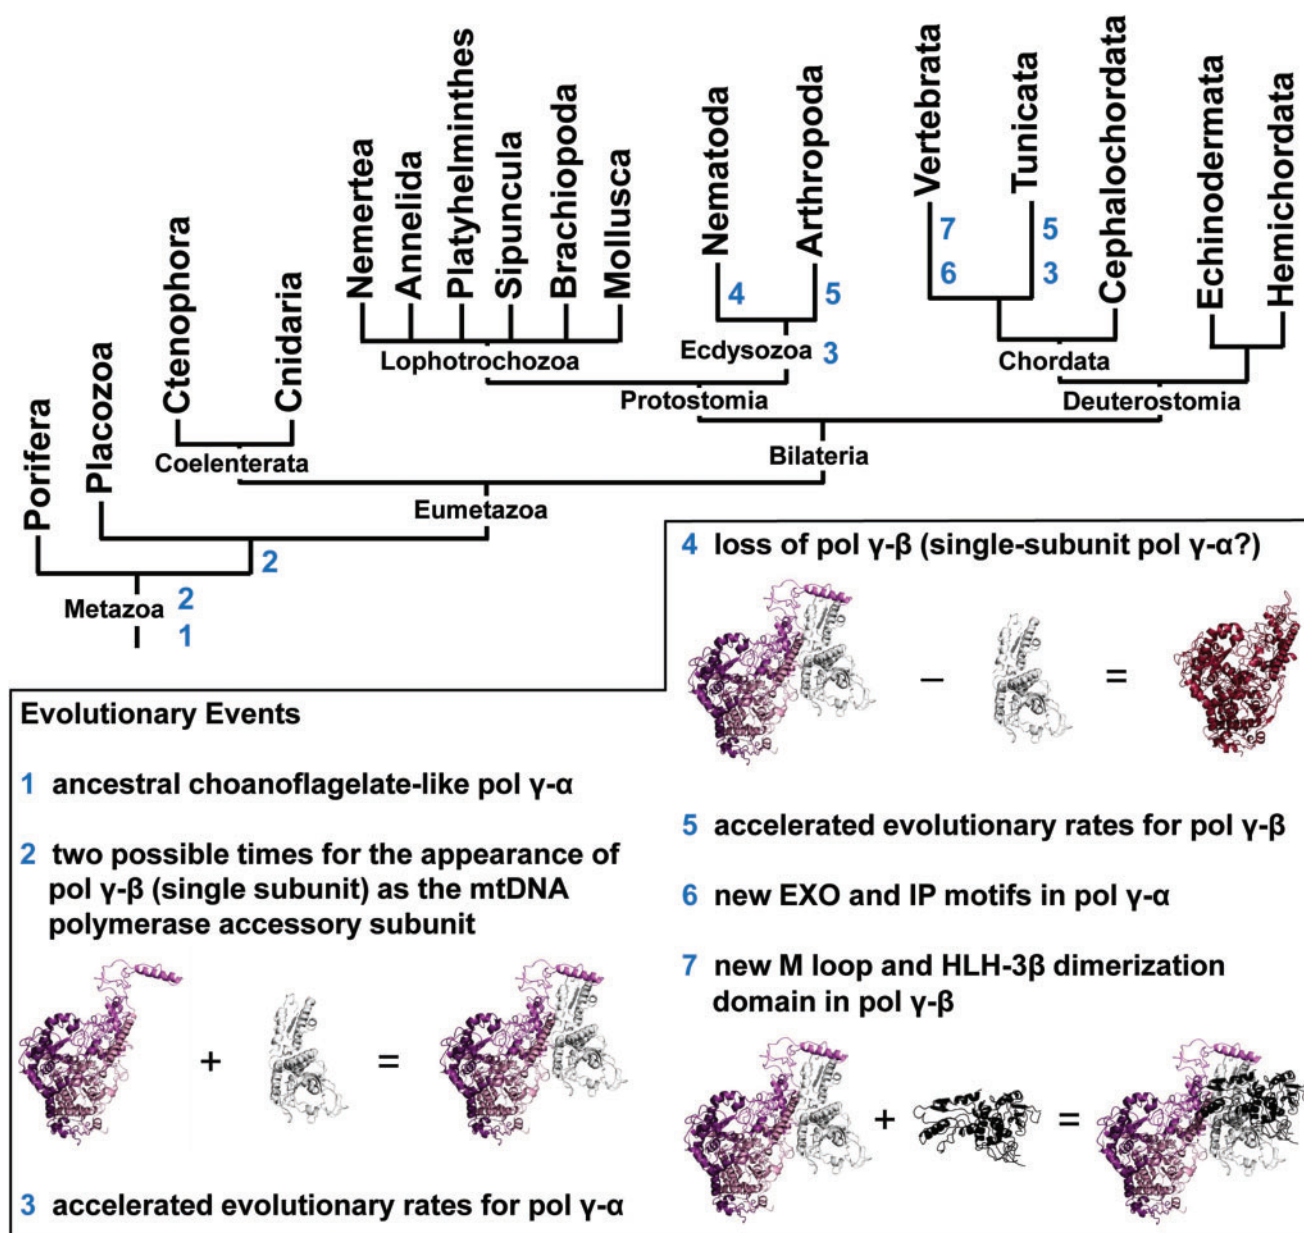 Porifera
Placozoa
Ctenophora
Cnidaria
Nemertea
Annelida
Platyhelminthes
Sipuncula
Brachiopoda
Mollusca
Nematoda
Arthropoda
Vertebrata
Tunicata
Cephalochordata
Echinodermata
Hemichordata
7
5
6
3
4
5
Lophotrochozoa
Ecdysozoa 3
Chordata
Protostomia
Deuterostomia
Coelenterata
Bilateria
Eumetazoa
2
Metazoa 2
1
Evolutionary Events
1 ancestral choanoflagelate-like pol γ-α
2 two possible times for the appearance of
pol γ-β (single subunit) as the mtDNA
polymerase accessory subunit
+ =
3 accelerated evolutionary rates for pol γ-α
4 loss of pol γ-β (single-subunit pol γ-α?)
– =
5 accelerated evolutionary rates for pol γ-β
6 new EXO and IP motifs in pol γ-α
7 new M loop and HLH-3β dimerization
domain in pol γ-β
+ =